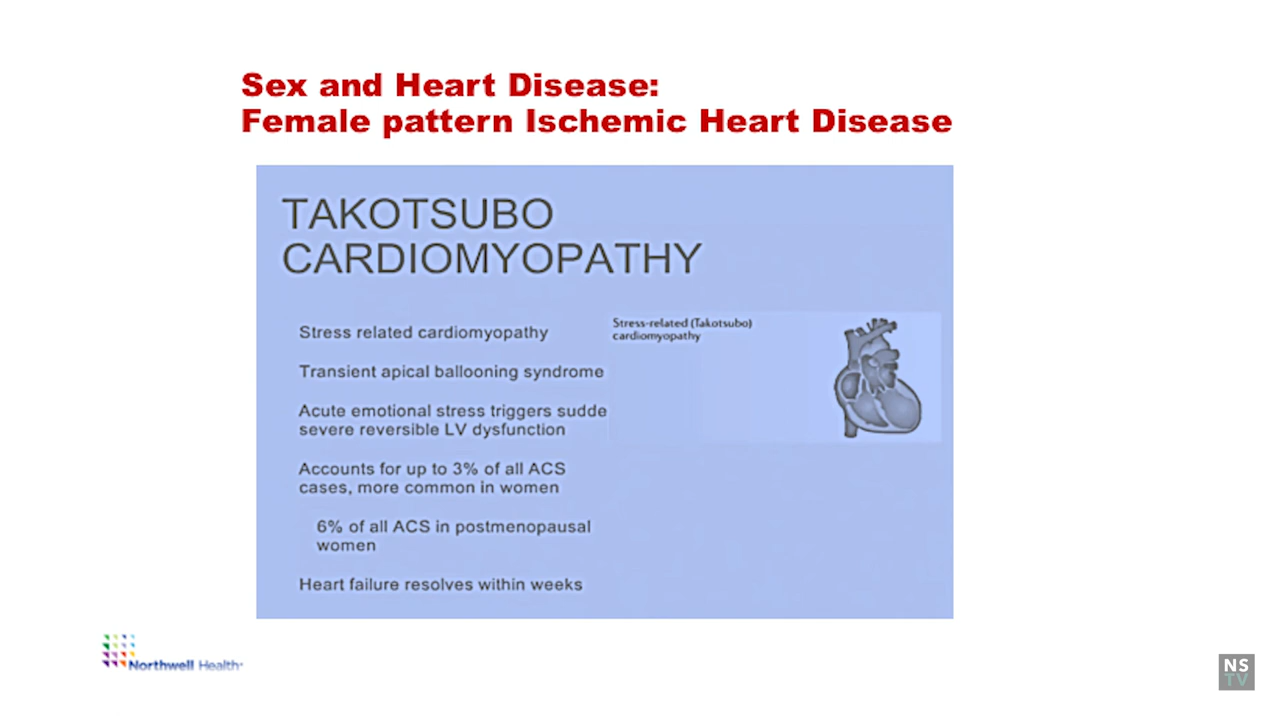 Sex and Heart Disease:
Female pattern Ischemic Heart Disease
TAKOTSUBO
CARDIOMYOPATHY
Stress related cardiomyopathy
Transient apical ballooning syndrome
Acute emotional stress triggers sudde
severe reversible LV dysfunction
Accounts for up to 3% of all ACS
cases, more common in women
6% of all ACS in postmenopausal
women
Heart failure resolves within weeks
Stress-related (Takotsubo)
cardiomyopathy
Northwell Health
NS
TV